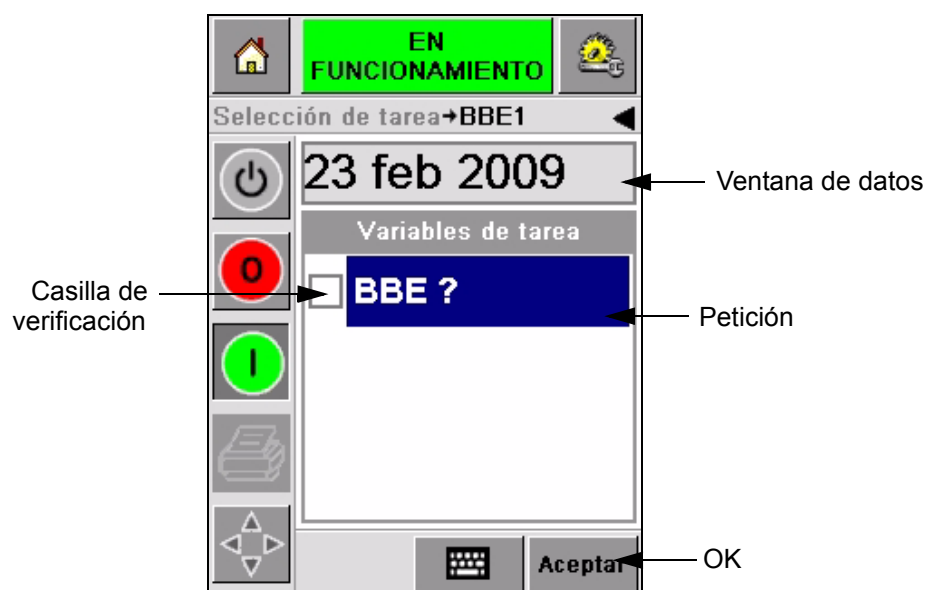 EN
FUNCIONAMIENTO
Selección de tarea→BBE1
23 feb 2009
Ventana de datos
Variables de tarea
O
BBE ?
Casilla de
verificación
Petición
I
Aceptar
OK